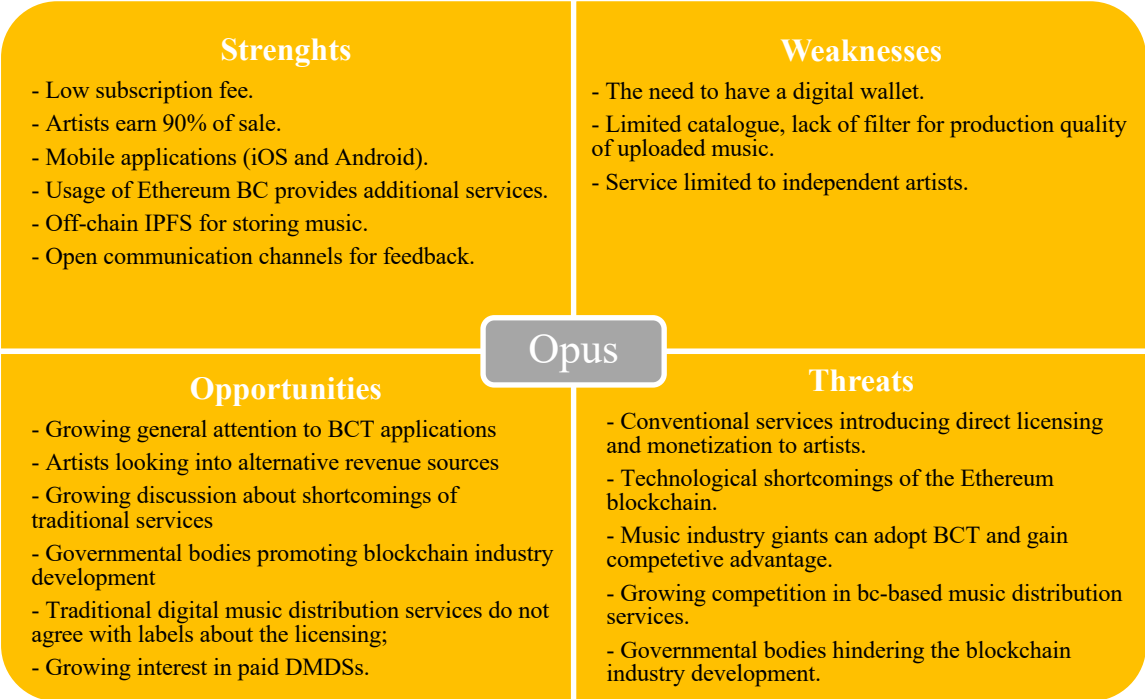 Strenghts
- Low subscription fee.
- Artists earn 90% of sale.
- Mobile applications (iOS and Android).
- Usage of Ethereum BC provides additional services.
- Off-chain IPFS for storing music.
- Open communication channels for feedback.
Weaknesses
- The need to have a digital wallet.
- Limited catalogue, lack of filter for production quality
of uploaded music.
- Service limited to independent artists.
Opus
Opportunities
- Growing general attention to BCT applications
- Artists looking into alternative revenue sources
- Growing discussion about shortcomings of
traditional services
- Governmental bodies promoting blockchain industry
development
- Traditional digital music distribution services do not
agree with labels about the licensing;
- Growing interest in paid DMDSs.
Threats
- Conventional services introducing direct licensing
and monetization to artists.
- Technological shortcomings of the Ethereum
blockchain.
- Music industry giants can adopt BCT and gain
competetive advantage.
- Growing competition in bc-based music distribution
services.
- Governmental bodies hindering the blockchain
industry development.